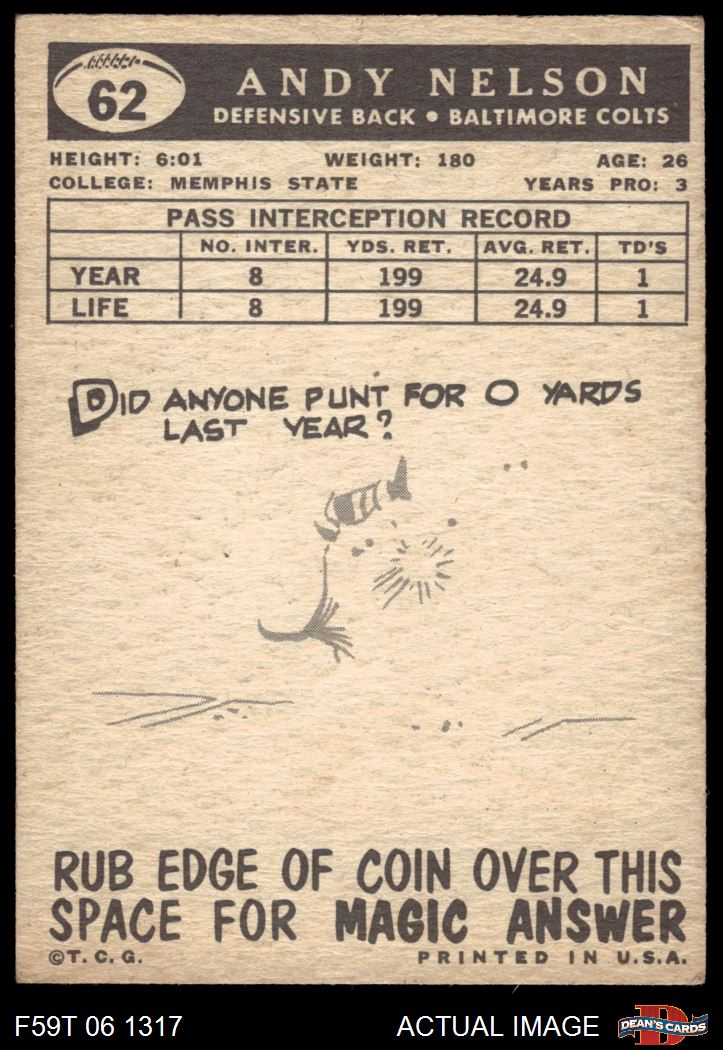 62
ANDY NELSON
DEFENSIVE BACK • BALTIMORE COLTS
HEIGHT: 6:01 WEIGHT: 180 AGE: 26
COLLEGE: MEMPHIS STATE YEARS PRO: 3
PASS INTERCEPTION RECORD
NO. INTER. YDS. RET. AVG. RET. TD'S
YEAR 8 199 24.9 1
LIFE 8 199 24.9 1
DID ANYONE PUNT FOR 0 YARDS
LAST YEAR?
RUB EDGE OF COIN OVER THIS
SPACE FOR MAGIC ANSWER
©T. C. G. PRINTED IN U.S.A.
F59T 06 1317 ACTUAL IMAGE DEAN'S CARDS